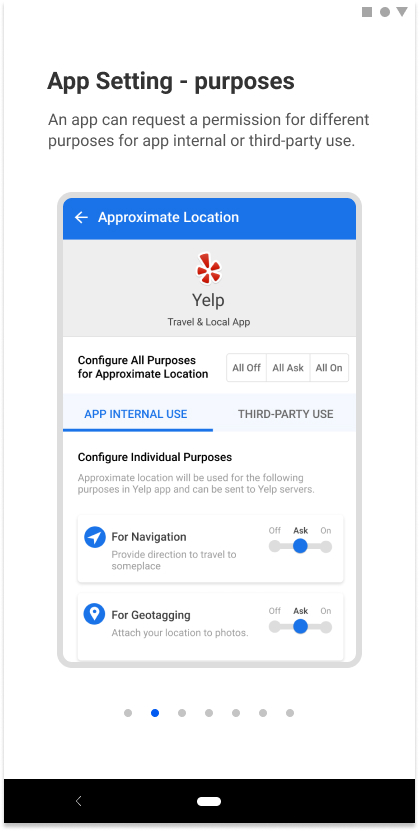 App Setting - purposes
An app can request a permission for different
purposes for app internal or third-party use.
Approximate Location
Yelp
Travel & Local App
Configure All Purposes
for Approximate Location
All Off All Ask All On
APP INTERNAL USE THIRD-PARTY USE
Configure Individual Purposes
Approximate location will be used for the following
purposes in Yelp app and can be sent to Yelp servers.
Off Ask On
For Navigation
Provide direction to travel to
someplace
Off Ask On
For Geotagging
Attach your location to photos.